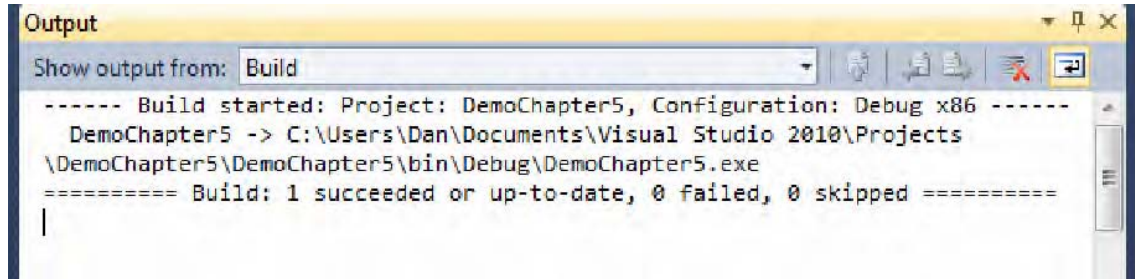 Output
Show output from: Build
------ Build started: Project: DemoChapter5, Configuration: Debug x86 ------
DemoChapter5 -> C:\Users\Dan\Documents\Visual Studio 2010\Projects
\DemoChapter5\DemoChapter5\bin\Debug\DemoChapter5.exe
========== Build: 1 succeeded or up-to-date, 0 failed, 0 skipped ==========